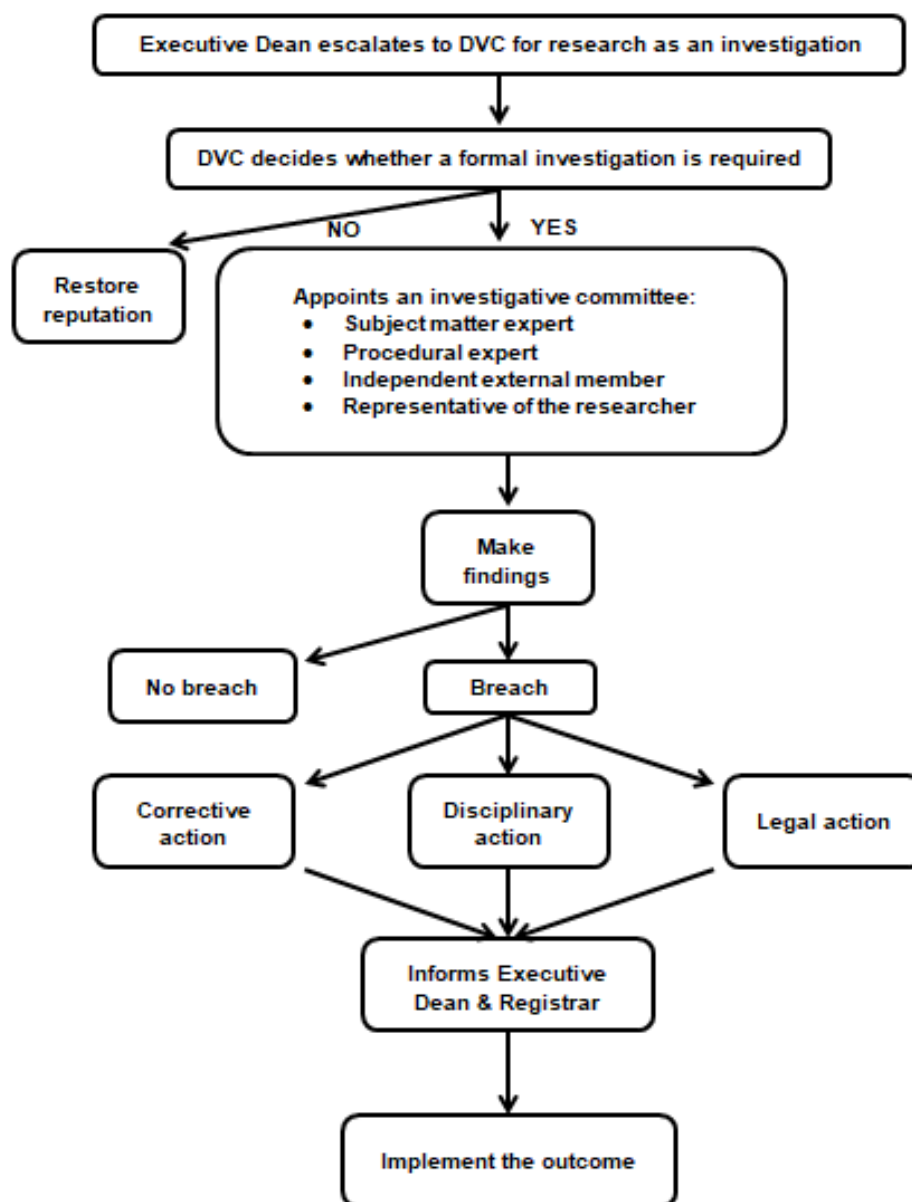 Executive Dean escalates to DVC for research as an investigation
DVC decides whether a formal investigation is required
NO
YES
Restore
reputation
Appoints an investigative committee:
• Subject matter expert
• Procedural expert
• Independent external member
• Representative of the researcher
Make
findings
No breach
Breach
Corrective
action
Disciplinary
action
Legal action
Informs Executive
Dean & Registrar
Implement the outcome